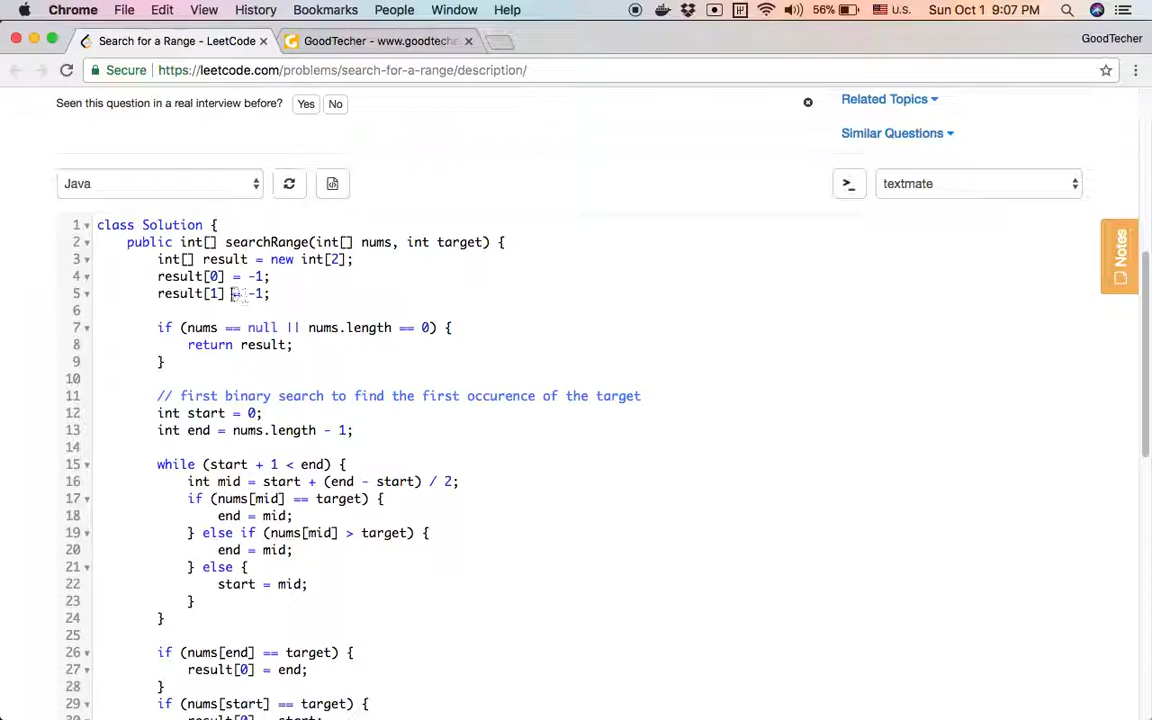 Chrome File Edit View History Bookmarks People Window Help 56% U.S. Sun Oct 1 9:07 PM
Search for a Range - LeetCode GoodTecher - www.goodteche GoodTecher
Secure https://leetcode.com/problems/search-for-a-range/description/
Seen this question in a real interview before? Yes No
Related Topics
Similar Questions
Java
textmate
Notes
1 class Solution {
2 public int[] searchRange(int[] nums, int target) {
3 int[] result = new int[2];
4 result[0] = -1;
5 result[1] = -1;
6
7 if (nums == null || nums.length == 0) {
8 return result;
9 }
10
11 // first binary search to find the first occurence of the target
12 int start = 0;
13 int end = nums.length - 1;
14
15 while (start + 1 < end) {
16 int mid = start + (end - start) / 2;
17 if (nums[mid] == target) {
18 end = mid;
19 } else if (nums[mid] > target) {
20 end = mid;
21 } else {
22 start = mid;
23 }
24 }
25
26 if (nums[end] == target) {
27 result[0] = end;
28 }
29 if (nums[start] == target) {
30 result[0] = start;